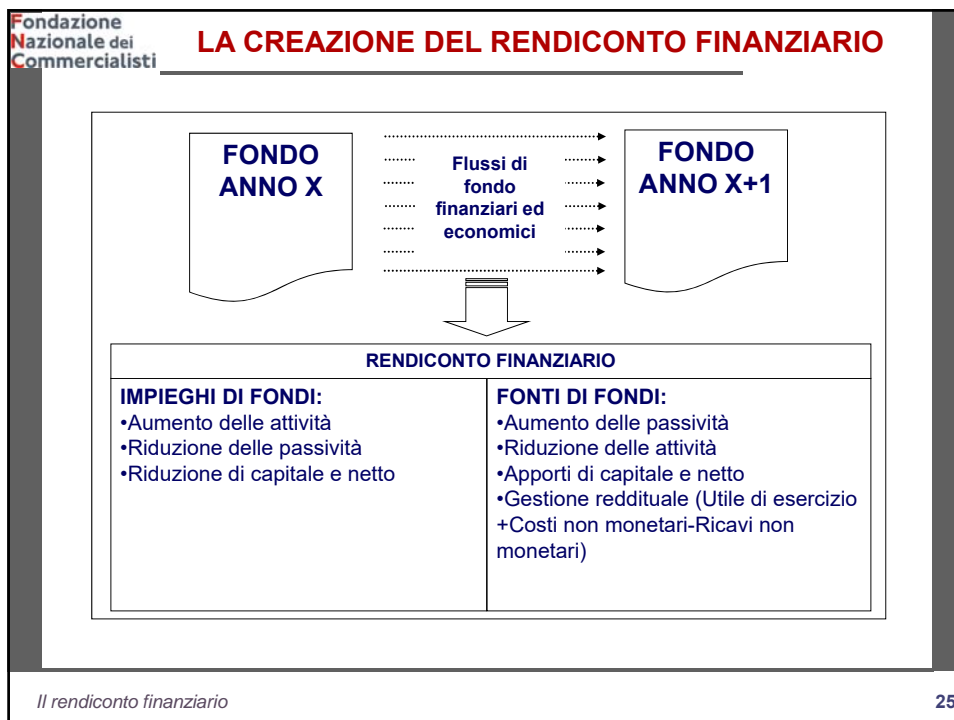 Fondazione
Nazionale dei
Commercialisti
LA CREAZIONE DEL RENDICONTO FINANZIARIO
FONDO
ANNO X
Flussi di
fondo
finanziari ed
economici
FONDO
ANNO X+1
RENDICONTO FINANZIARIO
IMPIEGHI DI FONDI:
•Aumento delle attività
•Riduzione delle passività
•Riduzione di capitale e netto
FONTI DI FONDI:
•Aumento delle passività
•Riduzione delle attività
•Apporti di capitale e netto
•Gestione reddituale (Utile di esercizio
+Costi non monetari-Ricavi non
monetari)
Il rendiconto finanziario
25